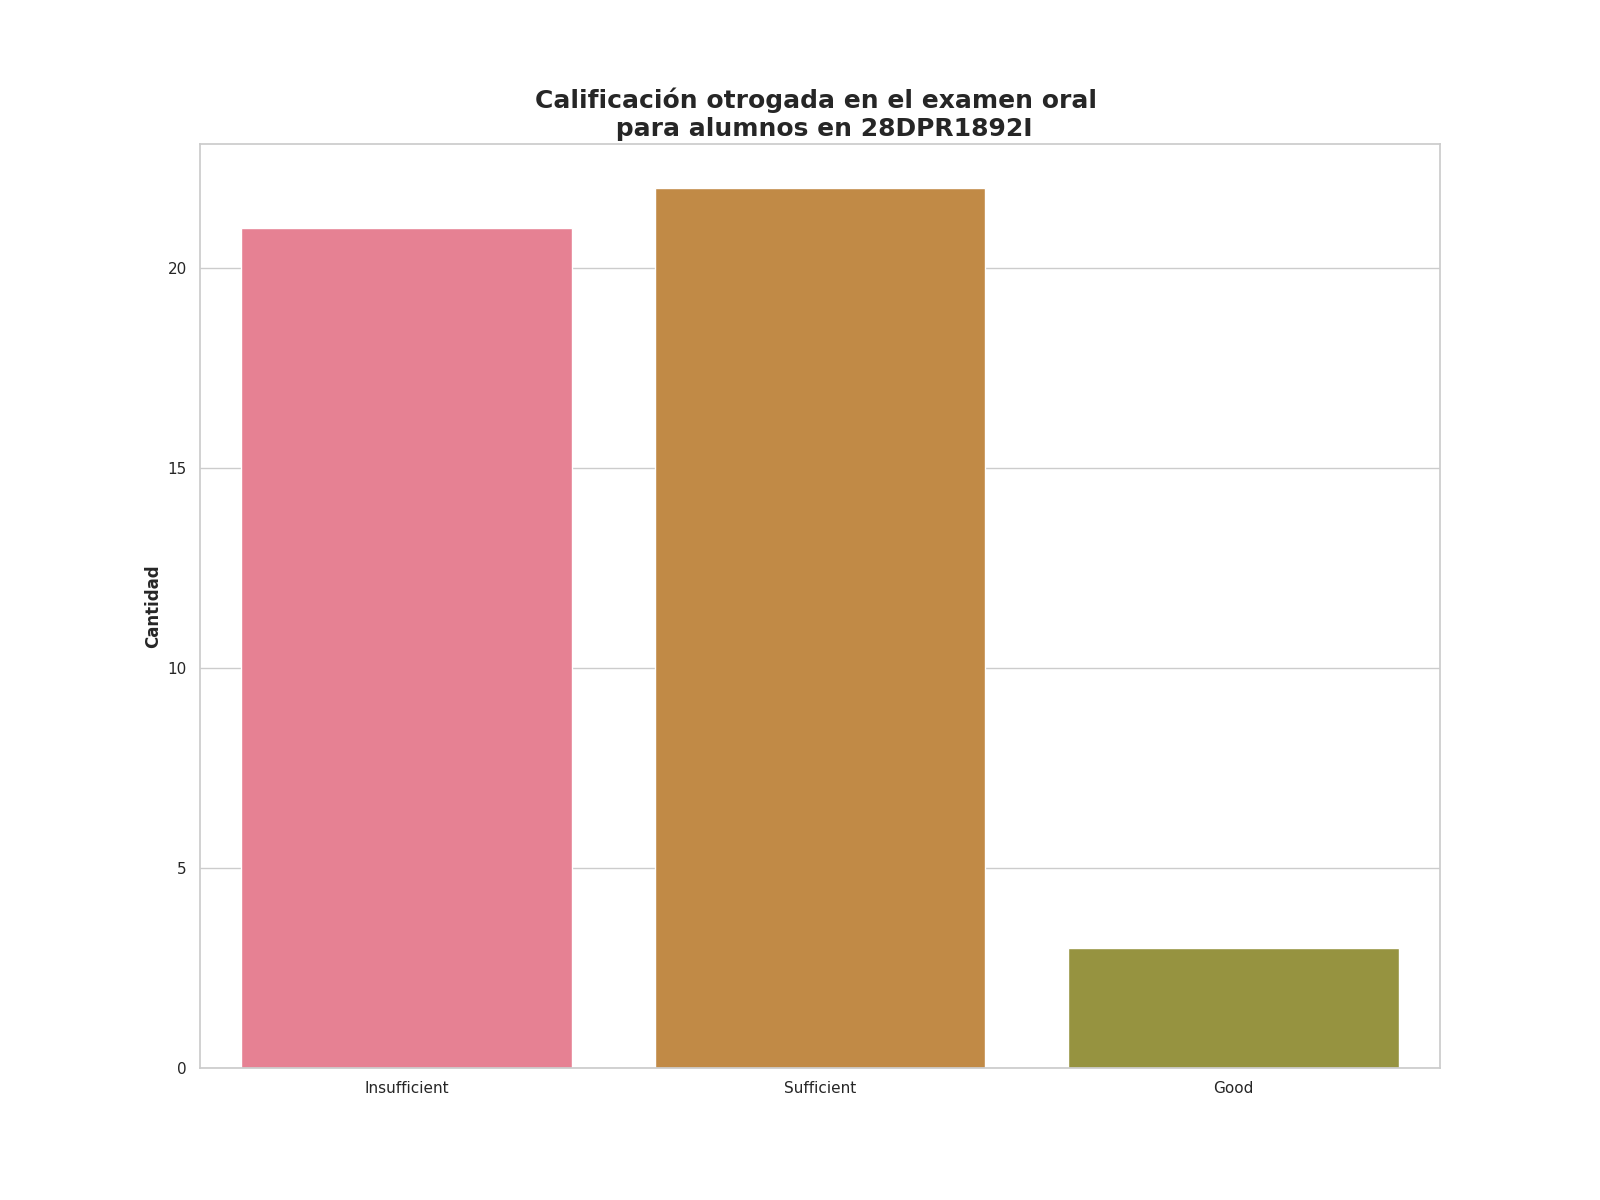 Calificación otrogada en el examen oral
para alumnos en 28DPR1892I
Cantidad
20
15
10
5
0
Insufficient
Sufficient
Good